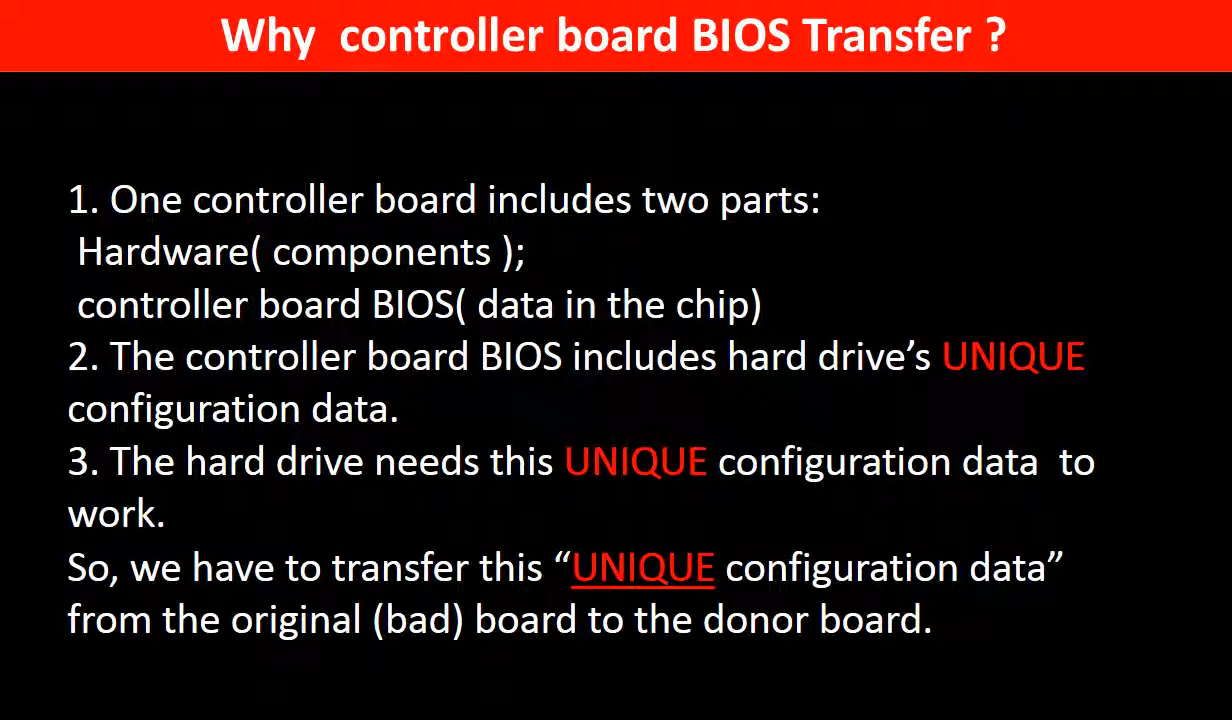 Why  controller board BIOS Transfer ?
1. One controller board includes two parts:
Hardware( components );
controller board BIOS( data in the chip)
2. The controller board BIOS includes hard drive’s UNIQUE
configuration data.
3. The hard drive needs this UNIQUE configuration data  to
work.
So, we have to transfer this “UNIQUE configuration data”
from the original (bad) board to the donor board.